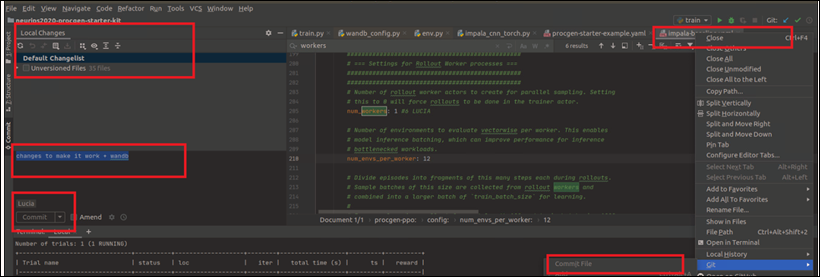 File Edit View Navigate Code Refactor Run Tools VCS Window Help
neurips2020-procgen-starter-kit
train
Git:
Local Changes
Default Changelist
Unversioned Files 35 files
changes to make it work + wandb
Lucia
Commit
Amend
1: Project
Structure
Commit
train.py
wandb_config.py
env.py
impala_cnn_torch.py
procgen-starter-example.yaml
workers
6 results
# === Settings for Rollout Worker processes ===
# Number of rollout worker actors to create for parallel sampling. Setting
# this to 0 will force rollouts to be done in the trainer actor.
num_workers: 1 #o LUCIA
# Number of environments to evaluate vectorwise per worker. This enables
# model inference batching, which can improve performance for inference
# bottlenecked workloads.
210
num_envs_per_worker: 12
# Divide episodes into fragments of this many steps each during rollouts.
# Sample batches of this size are collected from rollout workers and
# combined into a larger batch of `train_batch_size` for learning.
#
Document 1/1
procgen-ppo:
config:
num_envs_per_worker:
12
Close Ctrl+F4
Close Others
Close All
Close Unmodified
Close All to the Left
Copy Path...
Split Vertically
Split Horizontally
Split and Move Right
Split and Move Down
Pin Tab
Configure Editor Tabs...
Select Next Tab Alt+Right
Select Previous Tab Alt+Left
Add to Favorites
Add All To Favorites
Rename File...
Show in Files
File Path Ctrl+Alt+Shift+2
Open in Terminal
Local History
Git
Commit File
Terminal:
Local
Number of trials: 1 (1 RUNNING)
| Trial name | status | loc | iter | total time (s) | ts | reward |